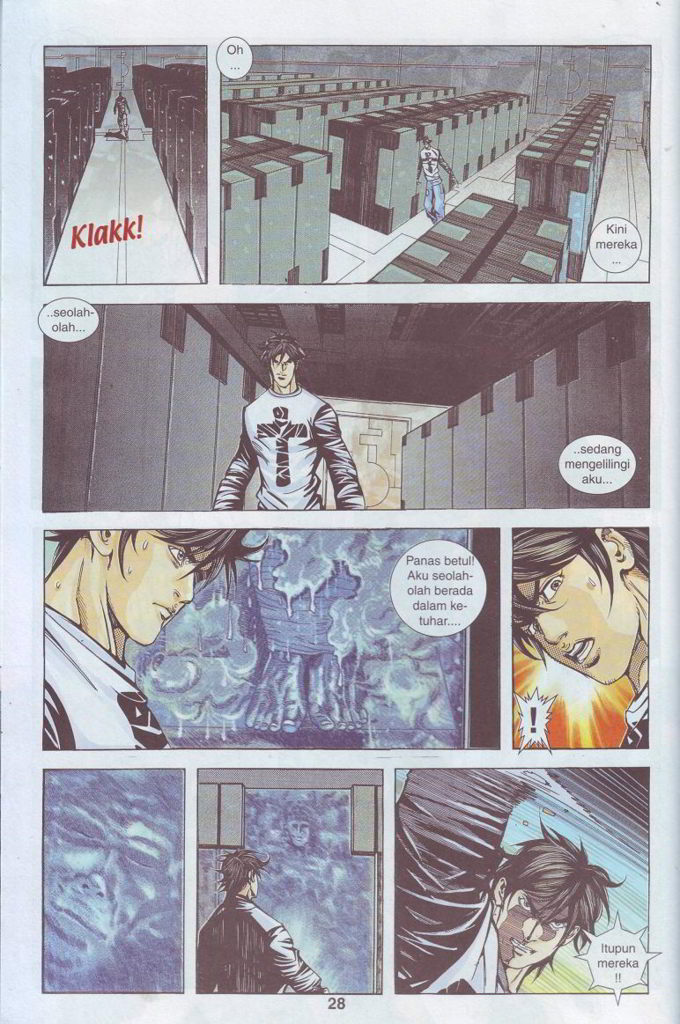 Klakk!
Oh
...
Kini
mereka
...
..seolah-
olah...
..sedang
mengelilingi
aku...
Panas betul!
Aku seolah-
olah berada
dalam ke-
tuhar....
!
Itupun
mereka
!!
28